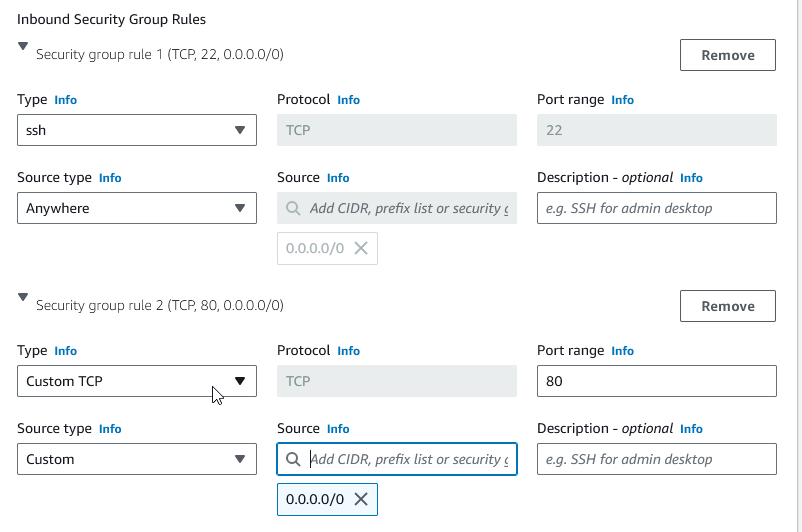 Inbound Security Group Rules
Security group rule 1 (TCP, 22, 0.0.0.0/0)
Remove
Type Info
Protocol Info
Port range Info
ssh
TCP
22
Source type Info
Source Info
Description - optional Info
Anywhere
Add CIDR, prefix list or security
e.g. SSH for admin desktop
0.0.0.0/0
Security group rule 2 (TCP, 80, 0.0.0.0/0)
Remove
Type Info
Protocol Info
Port range Info
Custom TCP
TCP
80
Source type Info
Source Info
Description - optional Info
Custom
Add CIDR, prefix list or security
e.g. SSH for admin desktop
0.0.0.0/0